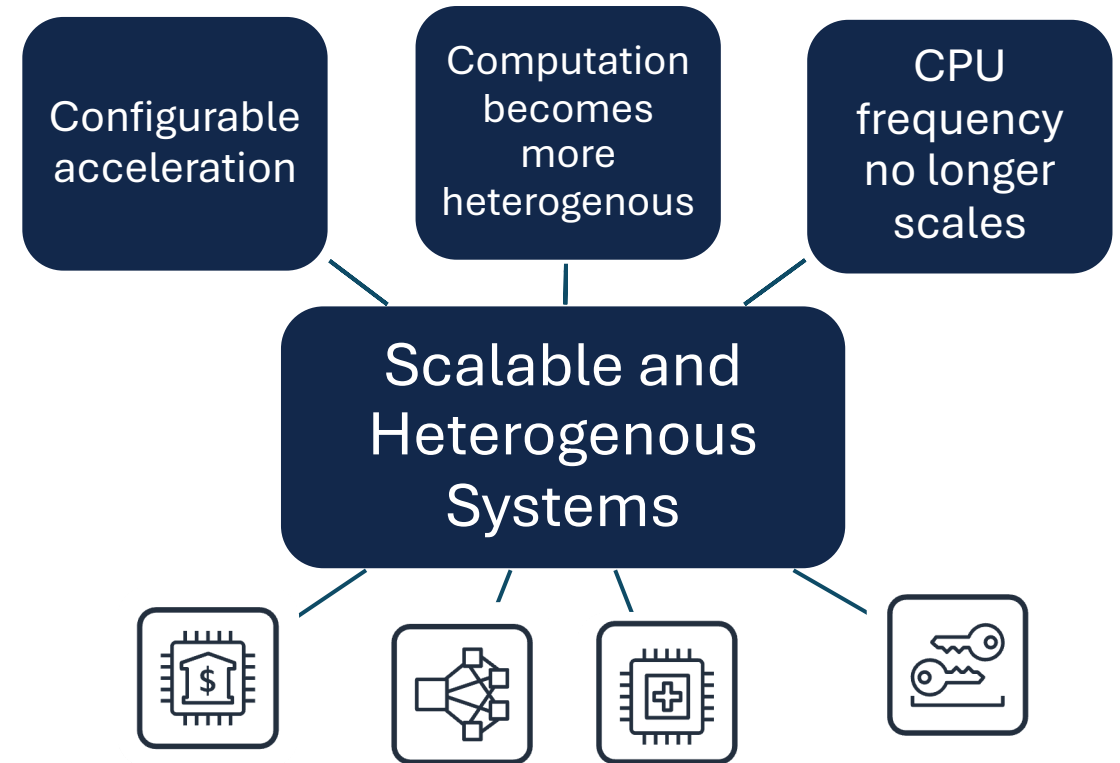 Configurable
acceleration
Computation
becomes
more
heterogenous
CPU
frequency
no longer
scales
Scalable and
Heterogenous
Systems
$